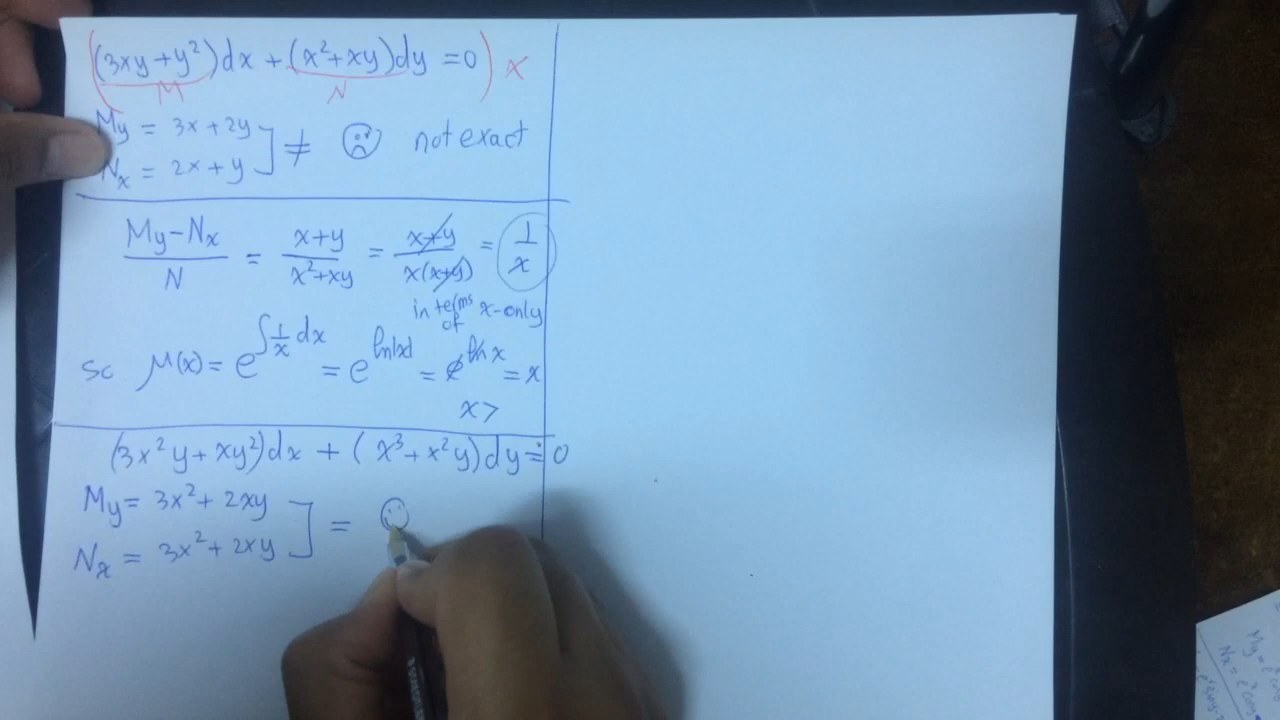 ((3xy+y²)dx + (x²+xy)dy =0) x
M N
My = 3x+2y
Nx = 2x+y ] ≠ not exact
My-Nx / N = x+y / x²+xy = x+y / x(x+y) = 1/x
in terms of x-only
so μ(x) = e^∫1/x dx = e^ln|x| = e^ln x = x
x>
(3x²y+xy²)dx + (x³+x²y)dy = 0
My = 3x²+2xy
Nx = 3x²+2xy ] =
My=
Nx=